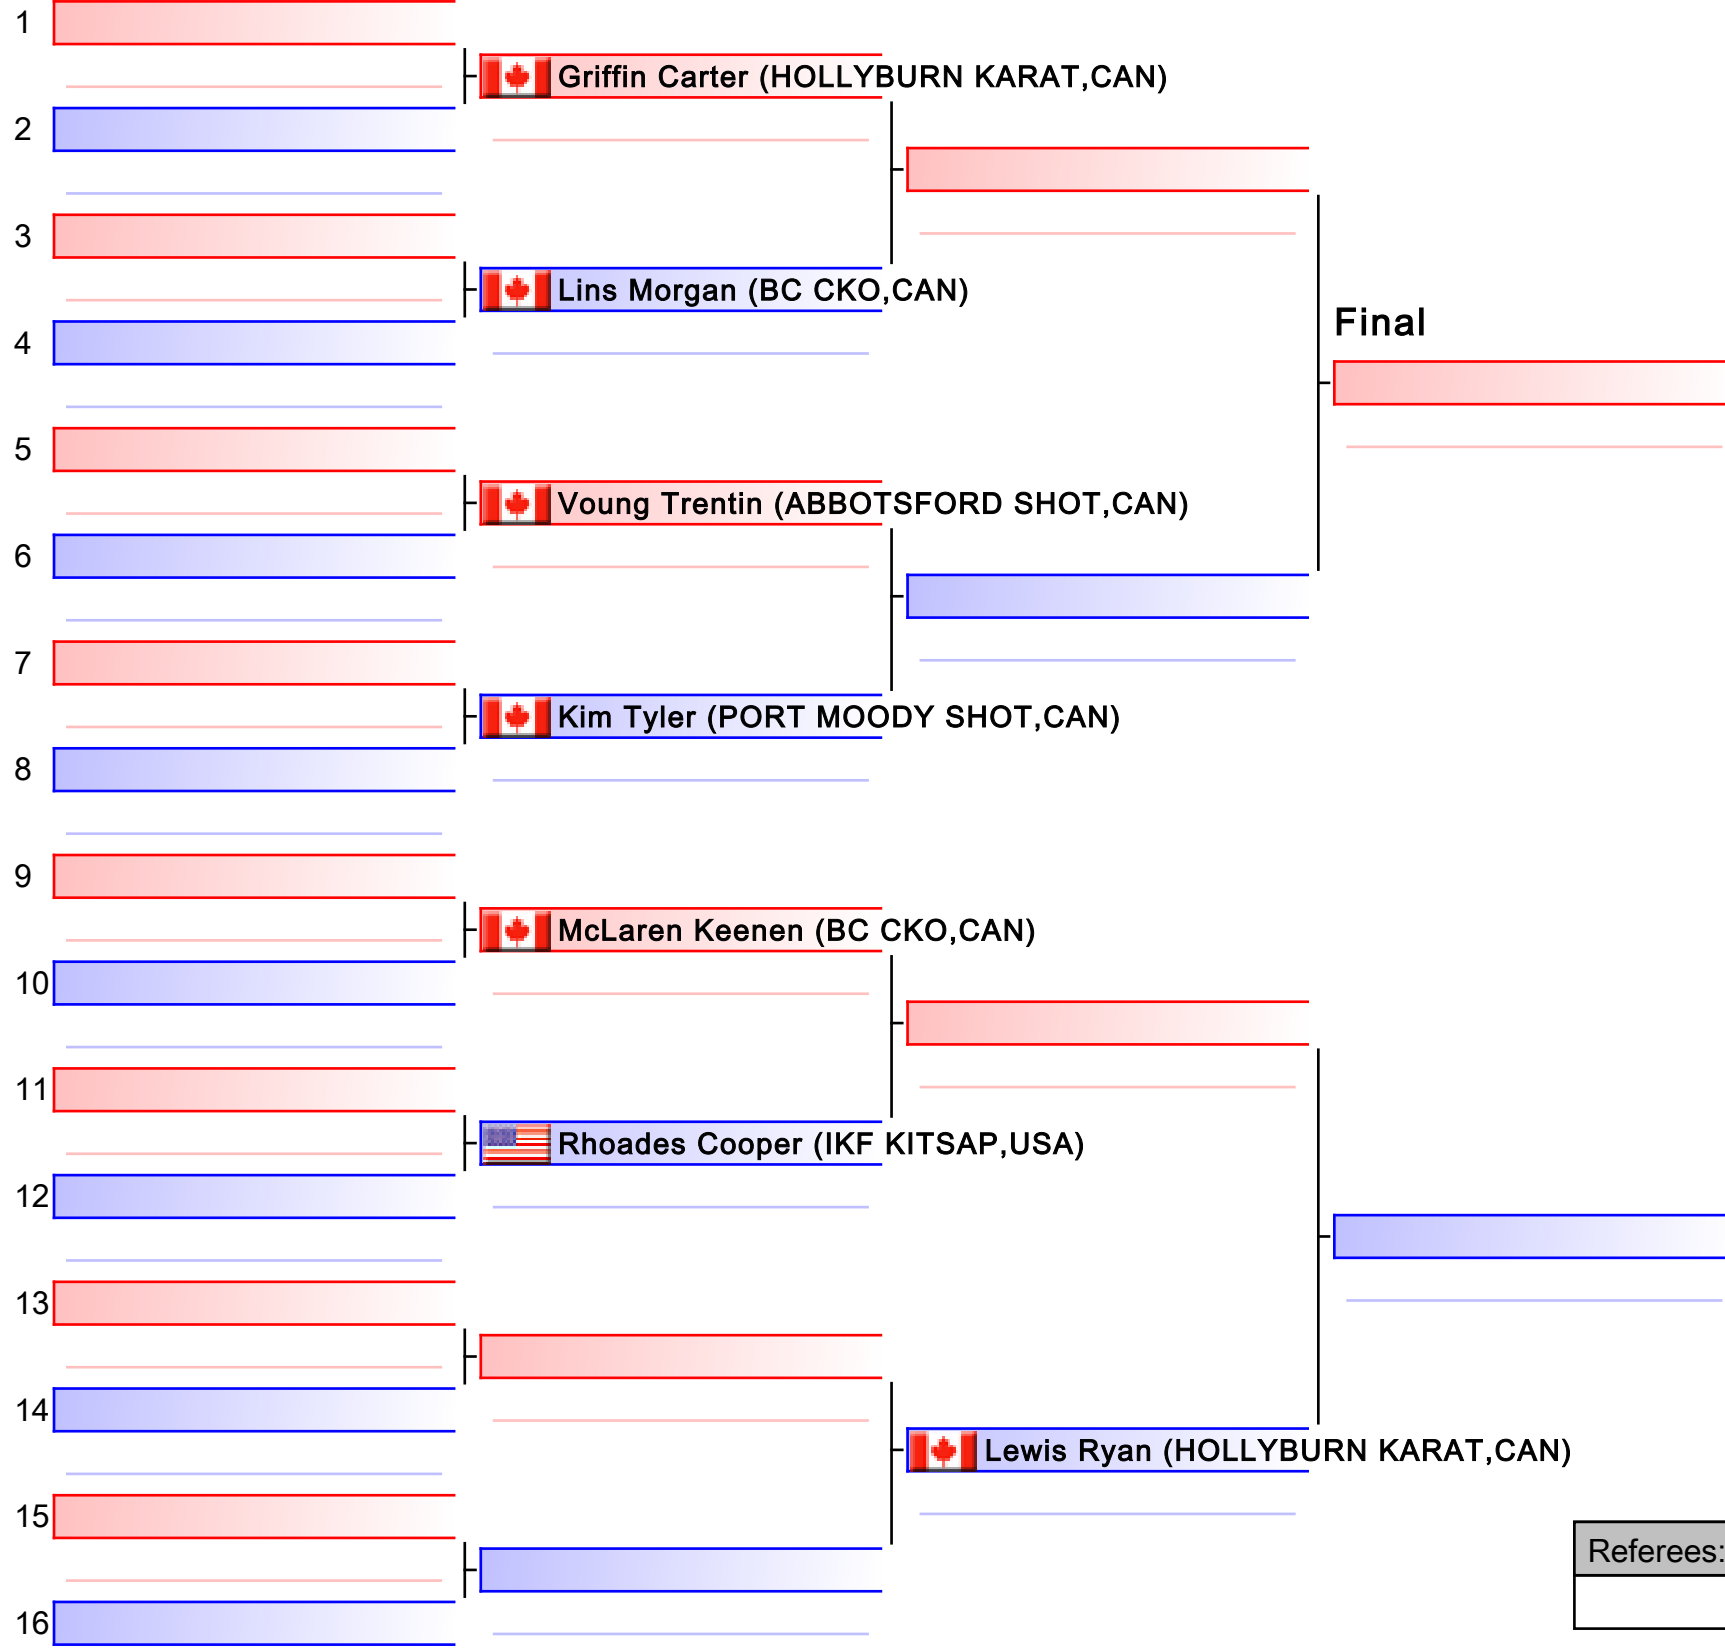 1
Griffin Carter (HOLLYBURN KARAT,CAN)
2
3
Lins Morgan (BC CKO,CAN)
Final
4
5
Voung Trentin (ABBOTSFORD SHOT,CAN)
6
7
Kim Tyler (PORT MOODY SHOT,CAN)
8
9
McLaren Keenen (BC CKO,CAN)
10
11
Rhoades Cooper (IKF KITSAP,USA)
12
13
14
Lewis Ryan (HOLLYBURN KARAT,CAN)
15
Referees:
16